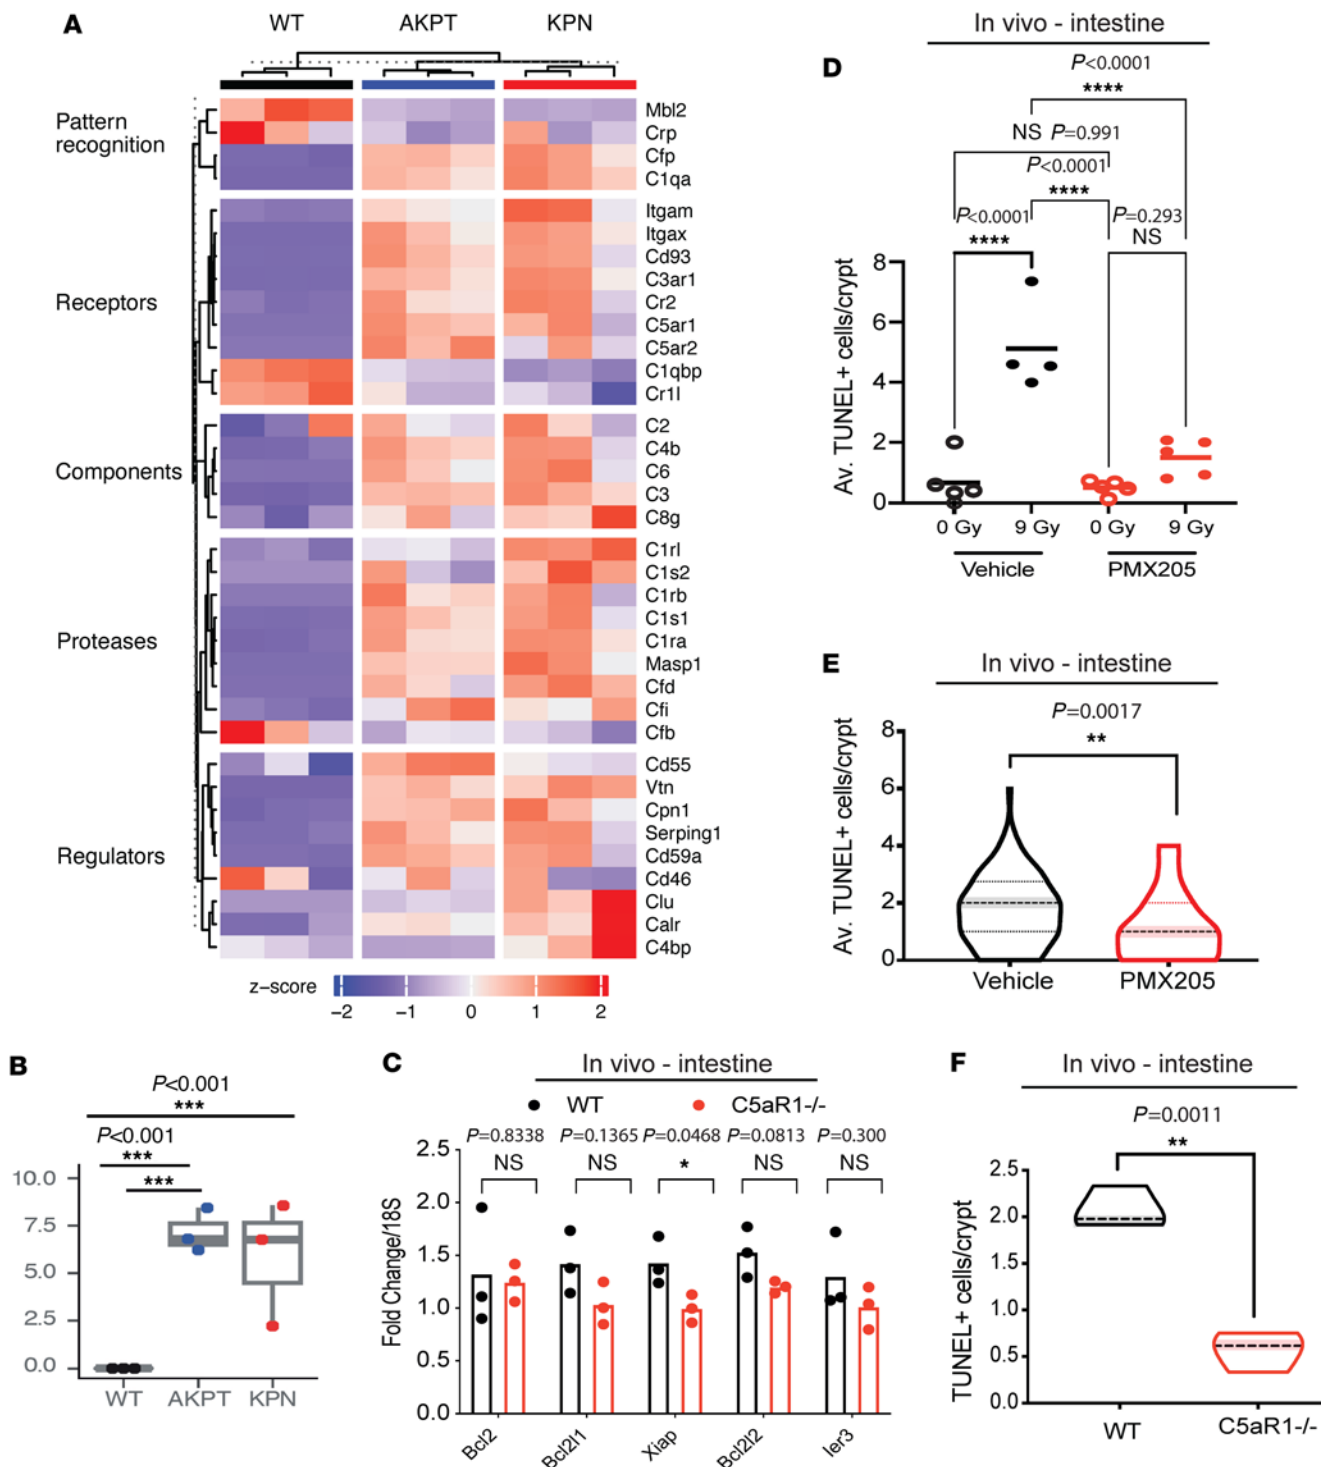 A
WT AKPT KPN
Pattern
recognition
Mbl2
Crp
Cfp
C1qa
Receptors
Itgam
Itgax
Cd93
C3ar1
Cr2
C5ar1
C5ar2
C1qbp
Cr1l
Components
C2
C4b
C6
C3
C8g
Proteases
C1rl
C1s2
C1rb
C1s1
C1ra
Masp1
Cfd
Cfi
Cfb
Regulators
Cd55
Vtn
Cpn1
Serping1
Cd59a
Cd46
Clu
Calr
C4bp
z-score
−2 −1 0 1 2
B
P<0.001
***
P<0.001
***
***
10.0
7.5
5.0
2.5
0.0
WT AKPT KPN
C
In vivo - intestine
WT C5aR1-/-
P=0.8338 P=0.1365 P=0.0468 P=0.0813 P=0.300
NS NS * NS NS
Fold Change/18S
2.5
2.0
1.5
1.0
0.5
0.0
Bcl2 Bcl2l1 Xiap Bcl2l2 Ier3
D
In vivo - intestine
P<0.0001
****
NS P=0.991
P<0.0001
****
P<0.0001
****
P=0.293
NS
Av. TUNEL+ cells/crypt
8
6
4
2
0
0 Gy 9 Gy 0 Gy 9 Gy
Vehicle PMX205
E
In vivo - intestine
P=0.0017
**
Av. TUNEL+ cells/crypt
8
6
4
2
0
Vehicle PMX205
F
In vivo - intestine
P=0.0011
**
TUNEL+ cells/crypt
2.5
2.0
1.5
1.0
0.5
0.0
WT C5aR1-/-